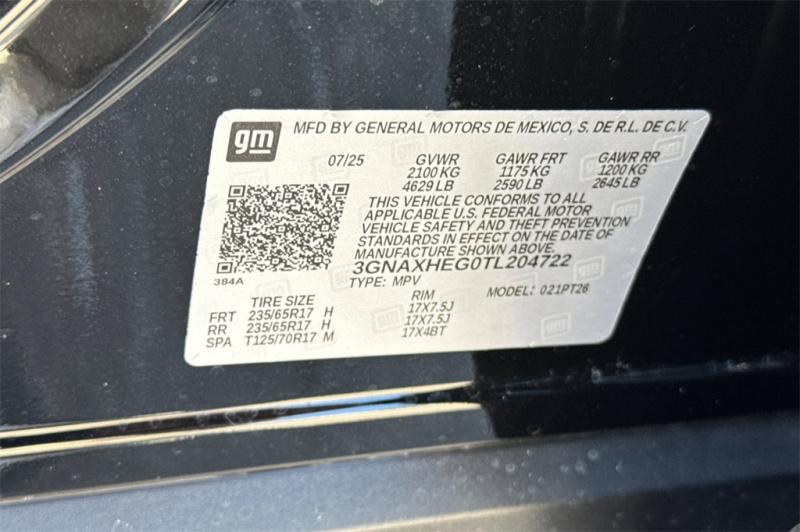 gm MFD BY GENERAL MOTORS DE MEXICO, S. DE R.L. DE C.V.
07/25 GVWR GAWR FRT GAWR RR
2100 KG 1175 KG 1200 KG
4629 LB 2590 LB 2645 LB
THIS VEHICLE CONFORMS TO ALL
APPLICABLE U.S. FEDERAL MOTOR
VEHICLE SAFETY AND THEFT PREVENTION
STANDARDS IN EFFECT ON THE DATE OF
MANUFACTURE SHOWN ABOVE.
3GNAXHEG0TL204722
384A
TYPE: MPV MODEL: 021PT26
TIRE SIZE RIM
FRT 235/65R17 H 17X7.5J
RR 235/65R17 H 17X7.5J
SPA T125/70R17 M 17X4BT